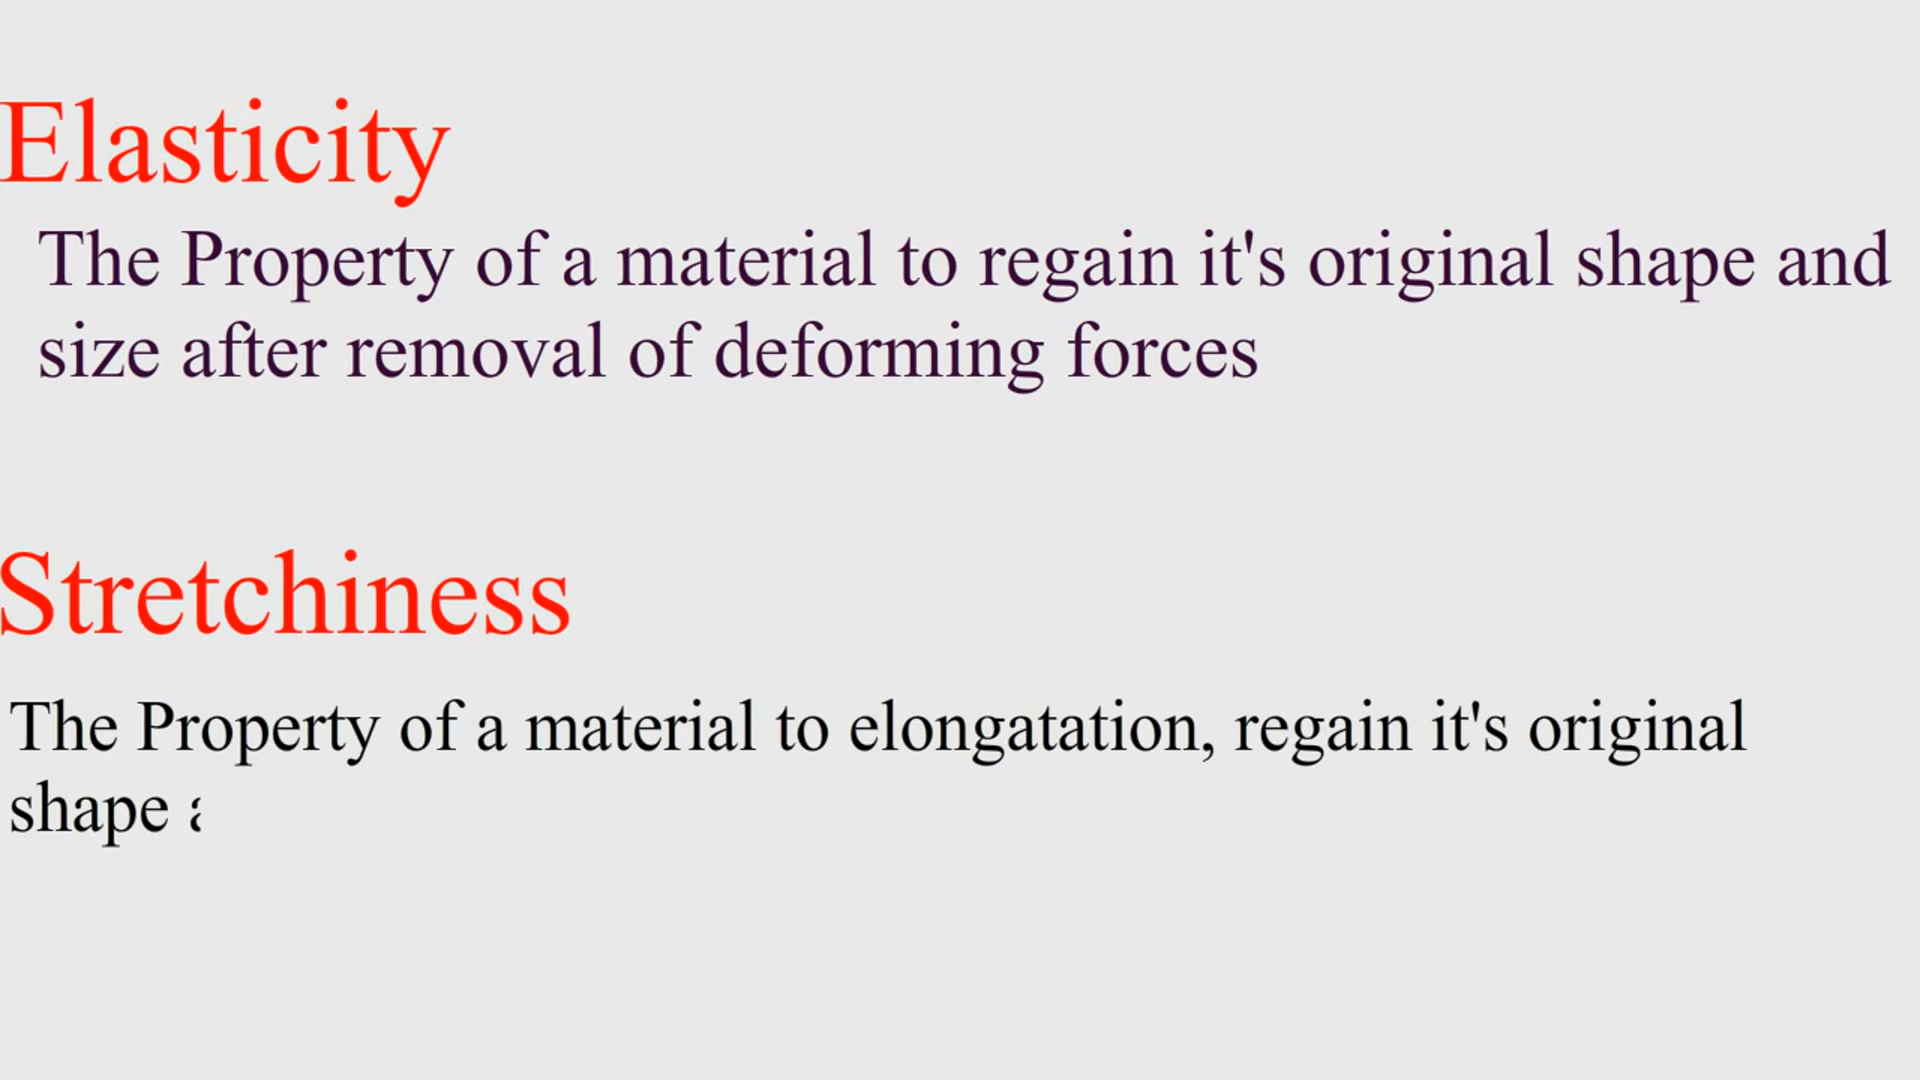 Elasticity
The Property of a material to regain it's original shape and
size after removal of deforming forces
Stretchiness
The Property of a material to elongatation, regain it's original
shape